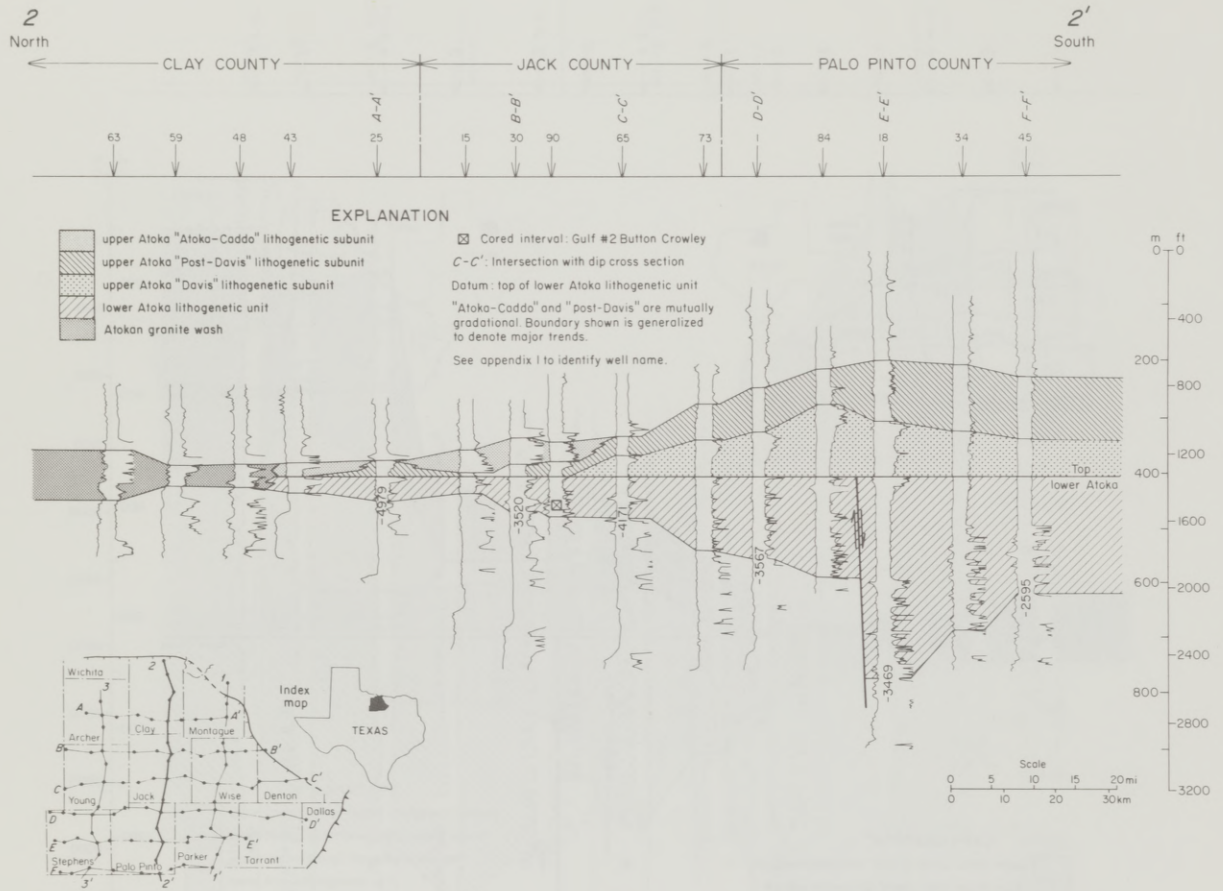 2
North
2'
South
CLAY COUNTY
JACK COUNTY
PALO PINTO COUNTY
A-A'
B-B'
C-C'
D-D'
E-E'
F-F'
63
59
48
43
25
15
30
90
65
73
1
84
18
34
45
EXPLANATION
upper Atoka "Atoka-Caddo" lithogenetic subunit
upper Atoka "Post-Davis" lithogenetic subunit
upper Atoka "Davis" lithogenetic subunit
lower Atoka lithogenetic unit
Atokan granite wash
Cored interval: Gulf #2 Button Crowley
C-C': Intersection with dip cross section
Datum: top of lower Atoka lithogenetic unit
"Atoka-Caddo" and "post-Davis" are mutually
gradational. Boundary shown is generalized
to denote major trends.
See appendix I to identify well name.
m ft
0 0
400
200
800
1200
400
1600
600 2000
2400
800
2800
3200
Top
lower Atoka
-4979
-3520
-4171
-3567
-3469
-2595
Scale
0 5 10 15 20 mi
0 10 20 30 km
Index
map
TEXAS
Wichita
2
1
3
A
A'
Clay
Montague
Archer
B
B'
C
C'
Young
Jack
Wise
Denton
D
Dallas
D'
E
E'
Stephens
Palo Pinto
Parker
Tarrant
F
3'
2'
1'